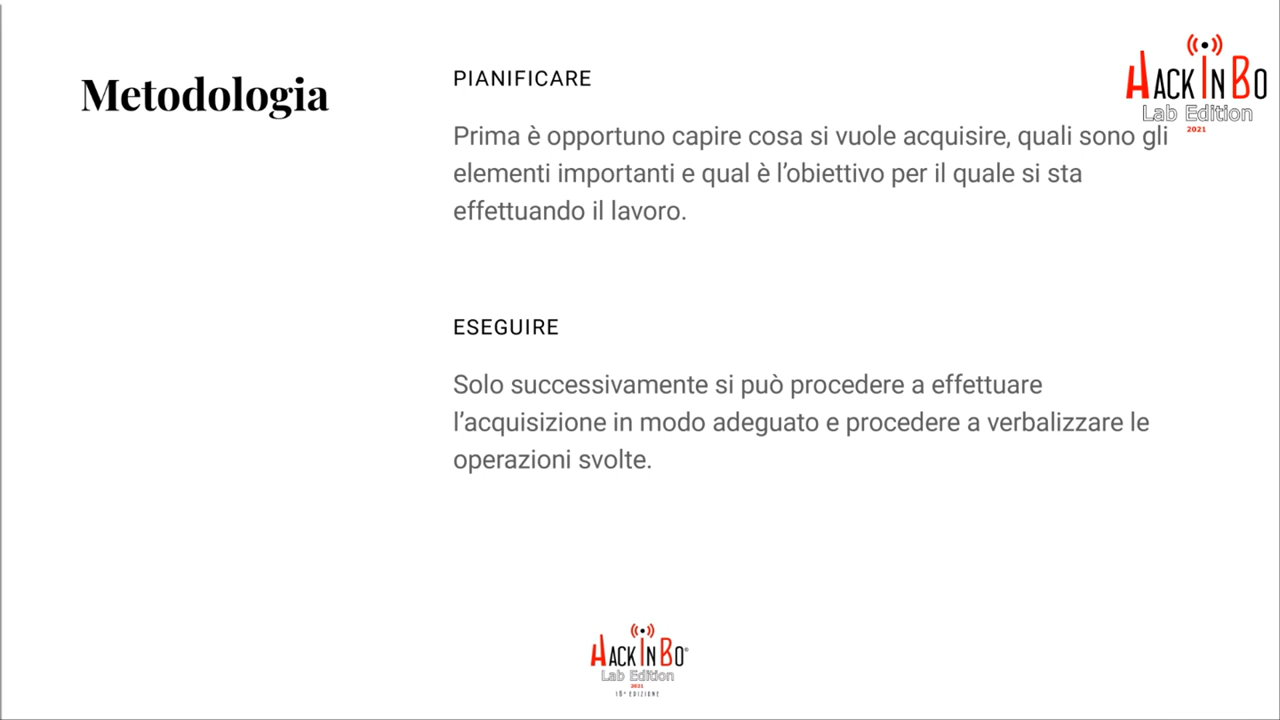 Metodologia
PIANIFICARE
Prima è opportuno capire cosa si vuole acquisire, quali sono gli
elementi importanti e qual è l’obiettivo per il quale si sta
effettuando il lavoro.
ESEGUIRE
Solo successivamente si può procedere a effettuare
l’acquisizione in modo adeguato e procedere a verbalizzare le
operazioni svolte.
HACK IN BO
Lab Edition
2021
HACK IN BO®
Lab Edition
2021
16ª EDIZIONE